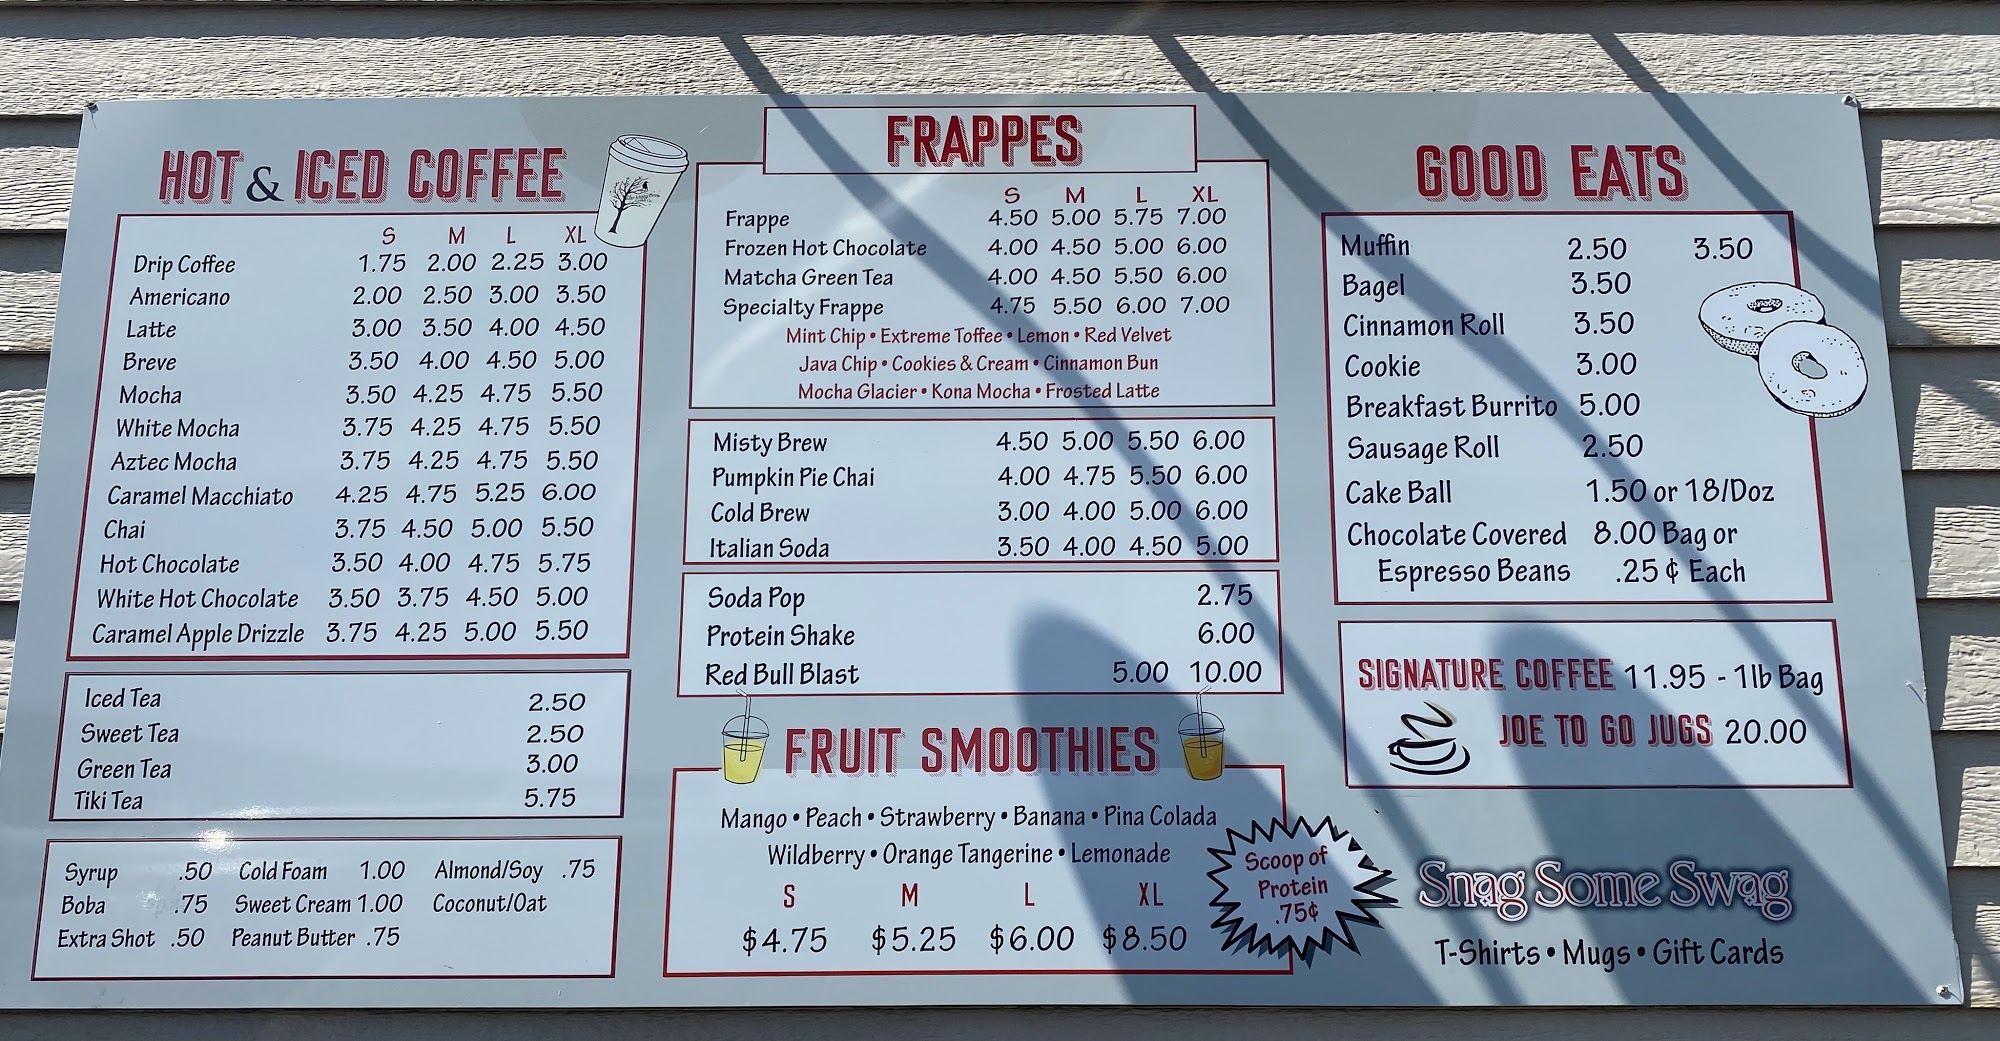 HOT & ICED COFFEE
S M L XL
Drip Coffee 1.75 2.00 2.25 3.00
Americano 2.00 2.50 3.00 3.50
Latte 3.00 3.50 4.00 4.50
Breve 3.50 4.00 4.50 5.00
Mocha 3.50 4.25 4.75 5.50
White Mocha 3.75 4.25 4.75 5.50
Aztec Mocha 3.75 4.25 4.75 5.50
Caramel Macchiato 4.25 4.75 5.25 6.00
Chai 3.75 4.50 5.00 5.50
Hot Chocolate 3.50 4.00 4.75 5.75
White Hot Chocolate 3.50 3.75 4.50 5.00
Caramel Apple Drizzle 3.75 4.25 5.00 5.50
Iced Tea 2.50
Sweet Tea 2.50
Green Tea 3.00
Tiki Tea 5.75
Syrup .50 Cold Foam 1.00 Almond/Soy .75
Boba .75 Sweet Cream 1.00 Coconut/Oat
Extra Shot .50 Peanut Butter .75
FRAPPES
S M L XL
Frappe 4.50 5.00 5.75 7.00
Frozen Hot Chocolate 4.00 4.50 5.00 6.00
Matcha Green Tea 4.00 4.50 5.50 6.00
Specialty Frappe 4.75 5.50 6.00 7.00
Mint Chip • Extreme Toffee • Lemon • Red Velvet
Java Chip • Cookies & Cream • Cinnamon Bun
Mocha Glacier • Kona Mocha • Frosted Latte
Misty Brew 4.50 5.00 5.50 6.00
Pumpkin Pie Chai 4.00 4.75 5.50 6.00
Cold Brew 3.00 4.00 5.00 6.00
Italian Soda 3.50 4.00 4.50 5.00
Soda Pop 2.75
Protein Shake 6.00
Red Bull Blast 5.00 10.00
FRUIT SMOOTHIES
Mango • Peach • Strawberry • Banana • Pina Colada
Wildberry • Orange Tangerine • Lemonade
S M L XL
$4.75 $5.25 $6.00 $8.50
Scoop of
Protein
.75¢
GOOD EATS
Muffin 2.50 3.50
Bagel 3.50
Cinnamon Roll 3.50
Cookie 3.00
Breakfast Burrito 5.00
Sausage Roll 2.50
Cake Ball 1.50 or 18/Doz
Chocolate Covered 8.00 Bag or
Espresso Beans .25 ¢ Each
SIGNATURE COFFEE 11.95 - 1lb Bag
JOE TO GO JUGS 20.00
Snag Some Swag
T-Shirts • Mugs • Gift Cards